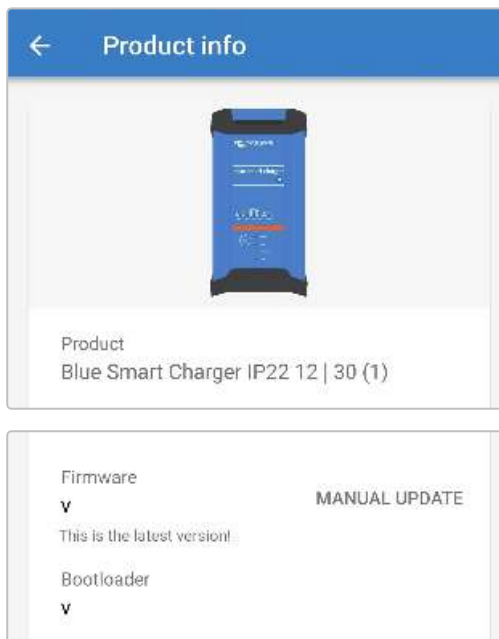 Product info
Product
Blue Smart Charger IP22 12 | 30 (1)
Firmware
v
MANUAL UPDATE
This is the latest version!
Bootloader
v